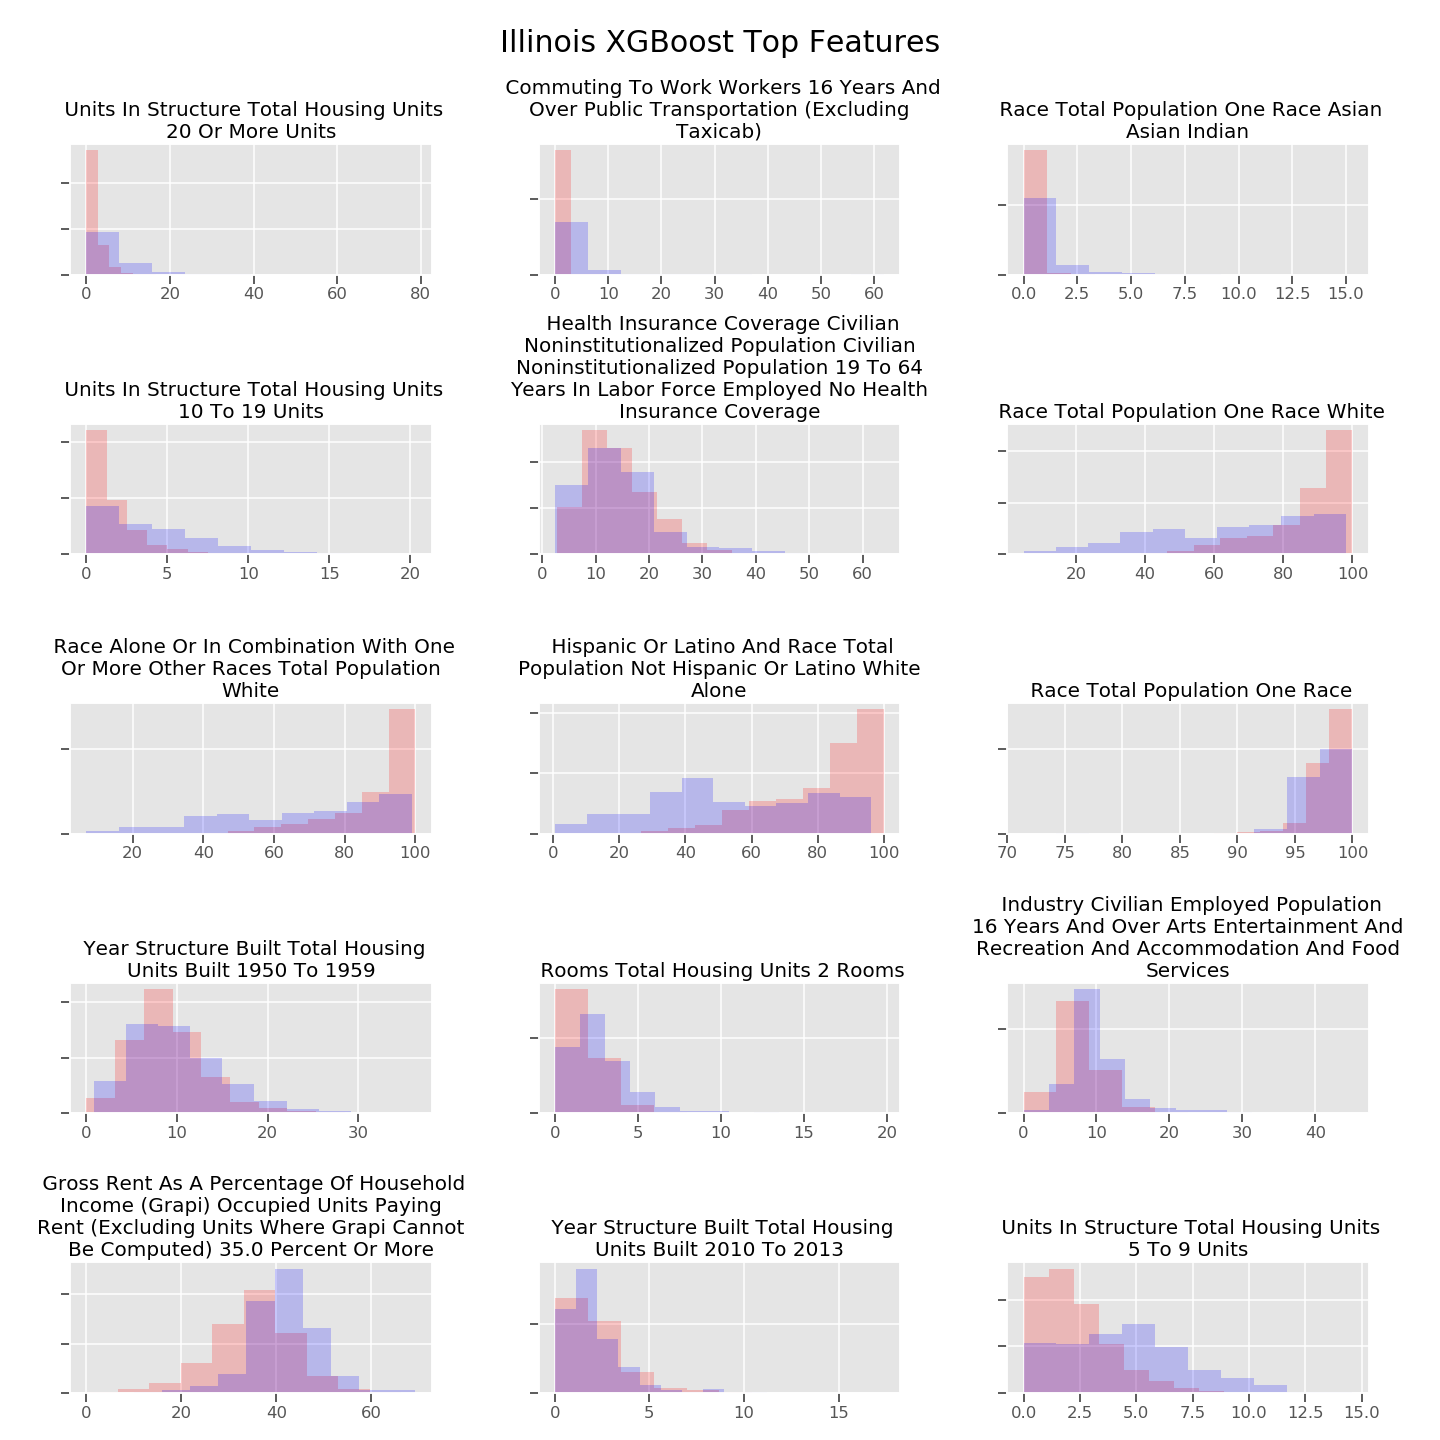 Illinois XGBoost Top Features
Units In Structure Total Housing Units
20 Or More Units
0 20 40 60 80
Commuting To Work Workers 16 Years And
Over Public Transportation (Excluding
Taxicab)
0 10 20 30 40 50 60
Race Total Population One Race Asian
Asian Indian
0.0 2.5 5.0 7.5 10.0 12.5 15.0
Units In Structure Total Housing Units
10 To 19 Units
0 5 10 15 20
Health Insurance Coverage Civilian
Noninstitutionalized Population Civilian
Noninstitutionalized Population 19 To 64
Years In Labor Force Employed No Health
Insurance Coverage
0 10 20 30 40 50 60
Race Total Population One Race White
20 40 60 80 100
Race Alone Or In Combination With One
Or More Other Races Total Population
White
20 40 60 80 100
Hispanic Or Latino And Race Total
Population Not Hispanic Or Latino White
Alone
0 20 40 60 80 100
Race Total Population One Race
70 75 80 85 90 95 100
Year Structure Built Total Housing
Units Built 1950 To 1959
0 10 20 30
Rooms Total Housing Units 2 Rooms
0 5 10 15 20
Industry Civilian Employed Population
16 Years And Over Arts Entertainment And
Recreation And Accommodation And Food
Services
0 10 20 30 40
Gross Rent As A Percentage Of Household
Income (Grapi) Occupied Units Paying
Rent (Excluding Units Where Grapi Cannot
Be Computed) 35.0 Percent Or More
0 20 40 60
Year Structure Built Total Housing
Units Built 2010 To 2013
0 5 10 15
Units In Structure Total Housing Units
5 To 9 Units
0.0 2.5 5.0 7.5 10.0 12.5 15.0